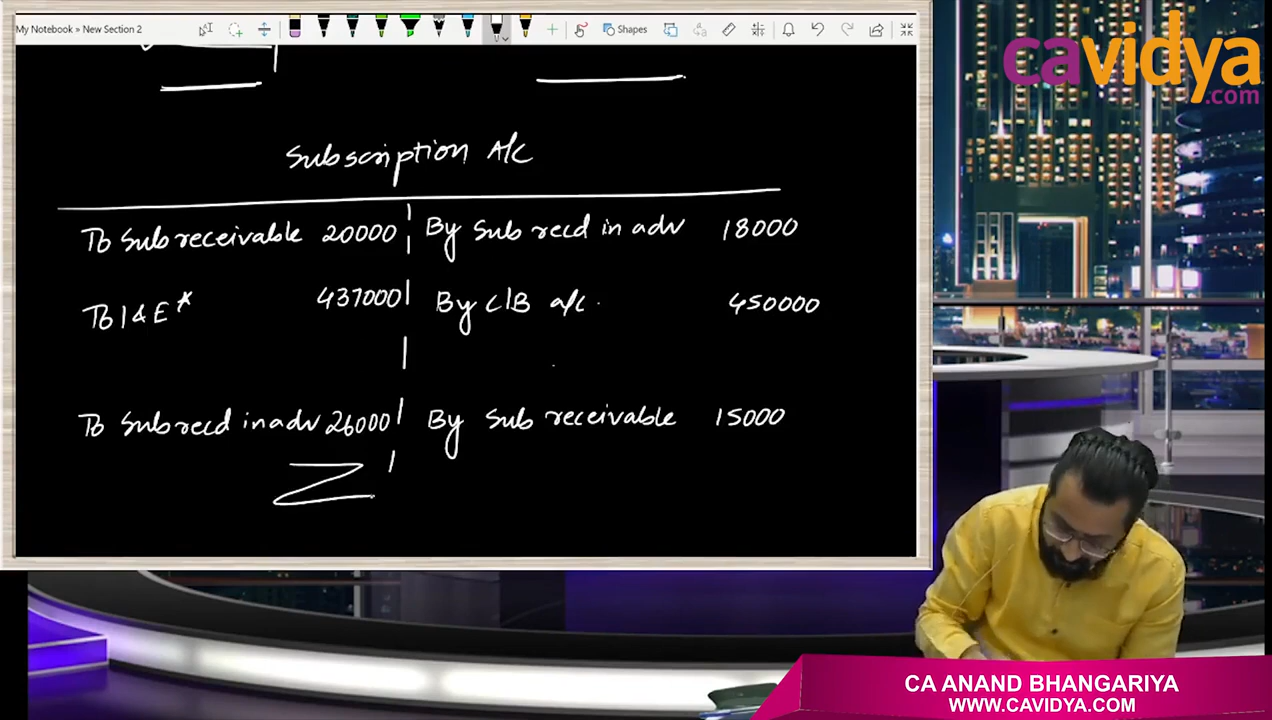 My Notebook » New Section 2
Shapes
cavidya
.com
Subscription A/c
To Sub receivable 20000 By Sub recd in adv 18000
To I & E* 437000 By C/B a/c 450000
To Sub recd in adv 26000 By Sub receivable 15000
CA ANAND BHANGARIYA
WWW.CAVIDYA.COM